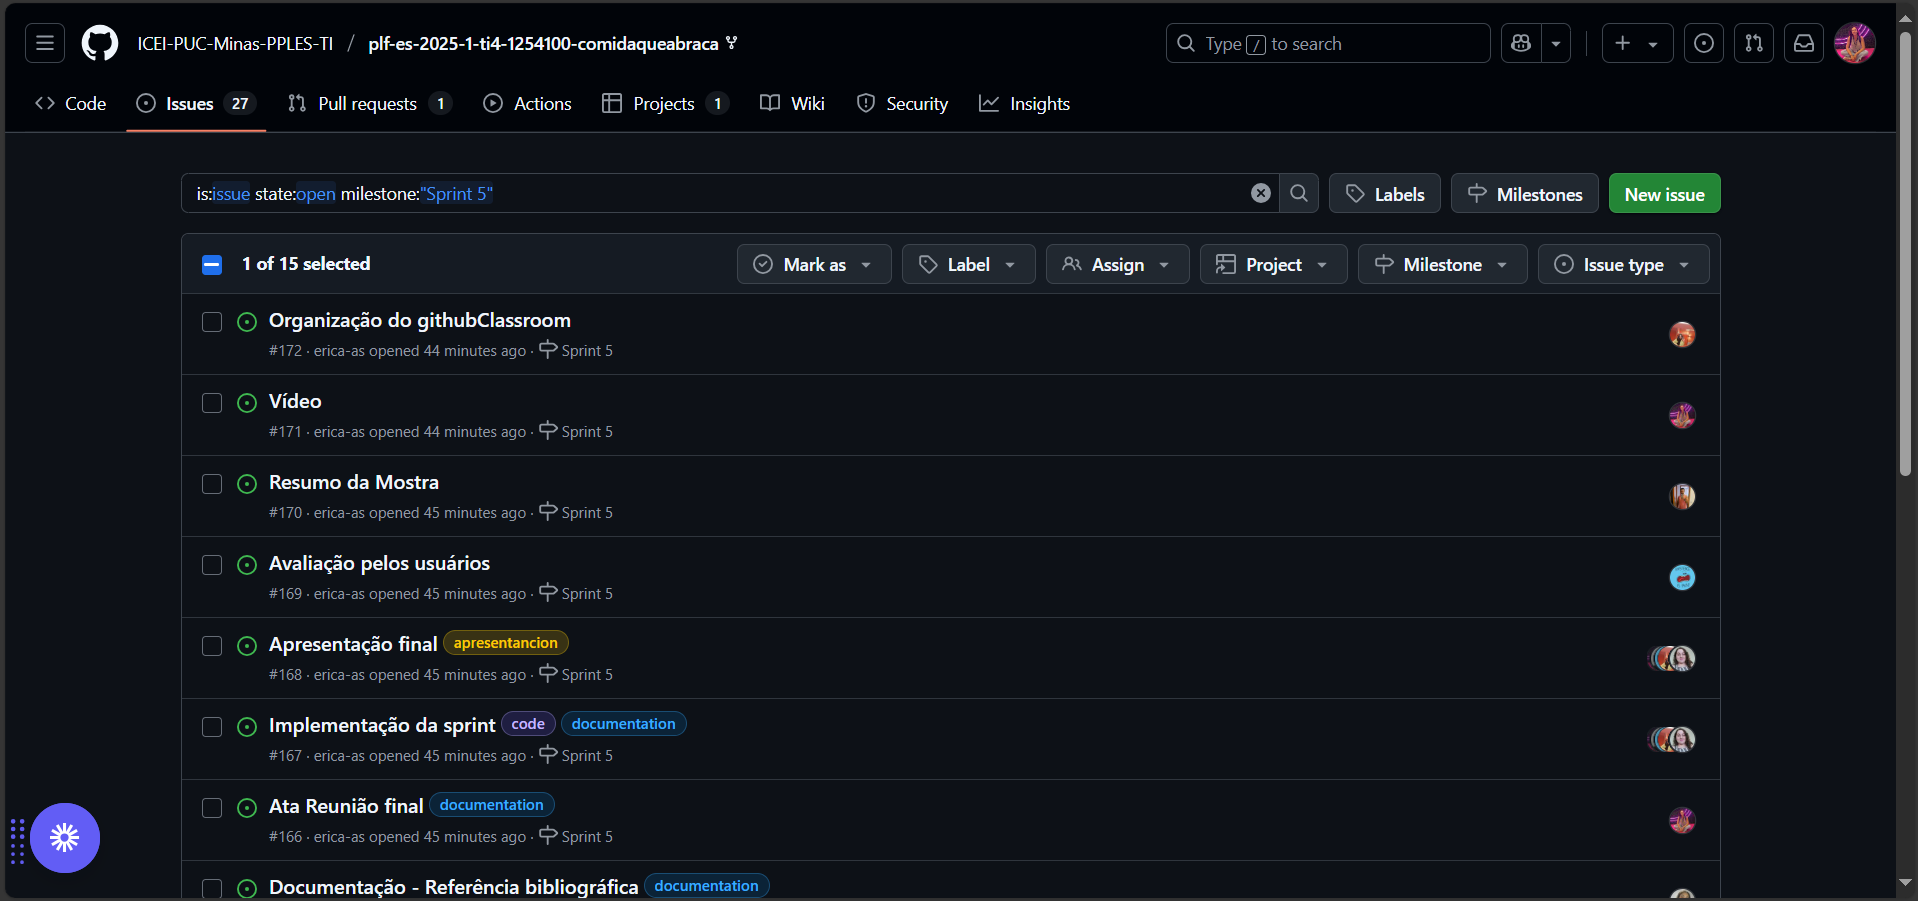 ICEI-PUC-Minas-PPLES-TI / plf-es-2025-1-ti4-1254100-comidaqueabraca
Type / to search
Code Issues 27 Pull requests 1 Actions Projects 1 Wiki Security Insights
is:issue state:open milestone:"Sprint 5"
Labels Milestones New issue
1 of 15 selected
Mark as Label Assign Project Milestone Issue type
Organização do githubClassroom
#172 · erica-as opened 44 minutes ago · Sprint 5
Vídeo
#171 · erica-as opened 44 minutes ago · Sprint 5
Resumo da Mostra
#170 · erica-as opened 45 minutes ago · Sprint 5
Avaliação pelos usuários
#169 · erica-as opened 45 minutes ago · Sprint 5
Apresentação final apresentancion
#168 · erica-as opened 45 minutes ago · Sprint 5
Implementação da sprint code documentation
#167 · erica-as opened 45 minutes ago · Sprint 5
Ata Reunião final documentation
#166 · erica-as opened 45 minutes ago · Sprint 5
Documentação - Referência bibliográfica documentation